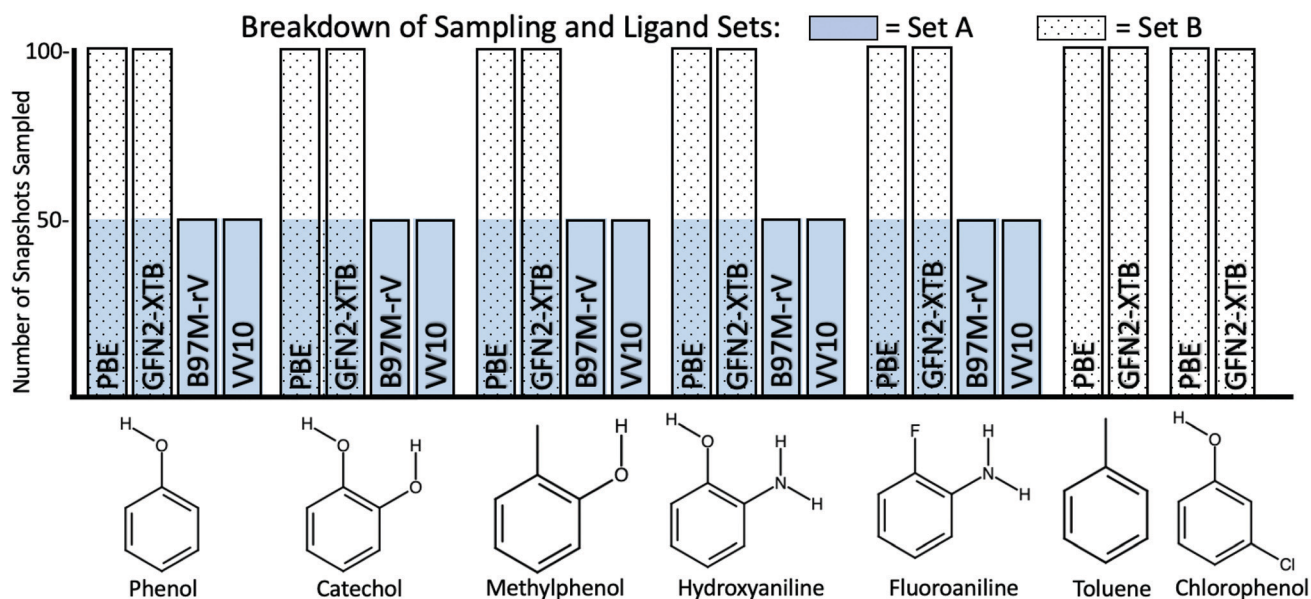 Breakdown of Sampling and Ligand Sets: = Set A = Set B
Number of Snapshots Sampled
100-
50-
PBE GFN2-XTB B97M-rV VV10 PBE GFN2-XTB B97M-rV VV10 PBE GFN2-XTB B97M-rV VV10 PBE GFN2-XTB B97M-rV VV10 PBE GFN2-XTB B97M-rV VV10 PBE GFN2-XTB PBE GFN2-XTB
H O
H O H O
H O
H O H N H
F H N H
H O Cl
Phenol Catechol Methylphenol Hydroxyaniline Fluoroaniline Toluene Chlorophenol